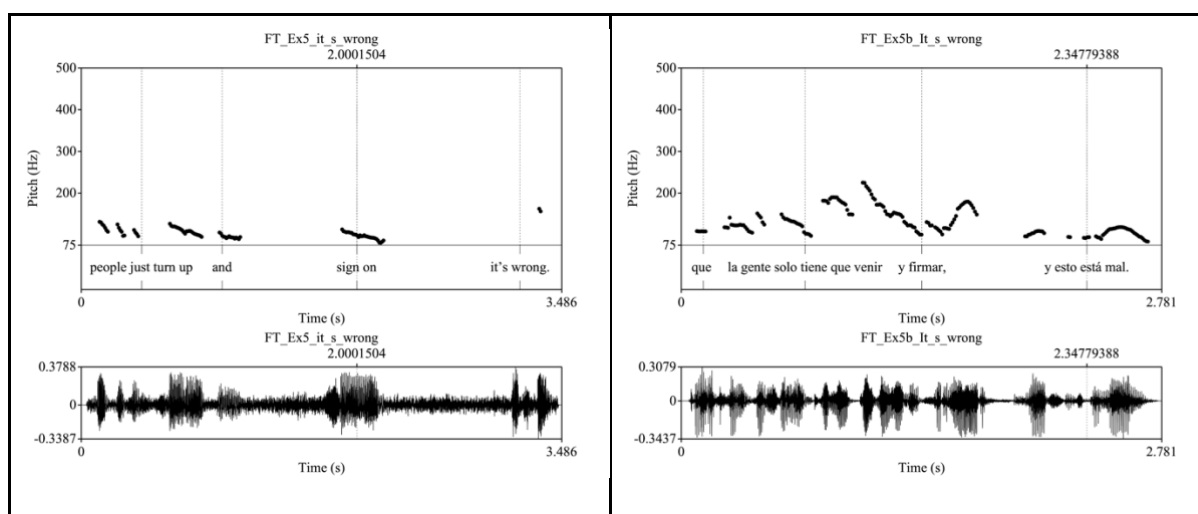 FT_Ex5_it_s_wrong
2.0001504
500
400
300
200
75
Pitch (Hz)
people just turn up and sign on it's wrong.
0 3.486
Time (s)
FT_Ex5_it_s_wrong
2.0001504
0.3788
0
-0.3387
0 3.486
Time (s)
FT_Ex5b_It_s_wrong
2.34779388
500
400
300
200
75
Pitch (Hz)
que la gente solo tiene que venir y firmar, y esto está mal.
0 2.781
Time (s)
FT_Ex5b_It_s_wrong
2.34779388
0.3079
0
-0.3437
0 2.781
Time (s)